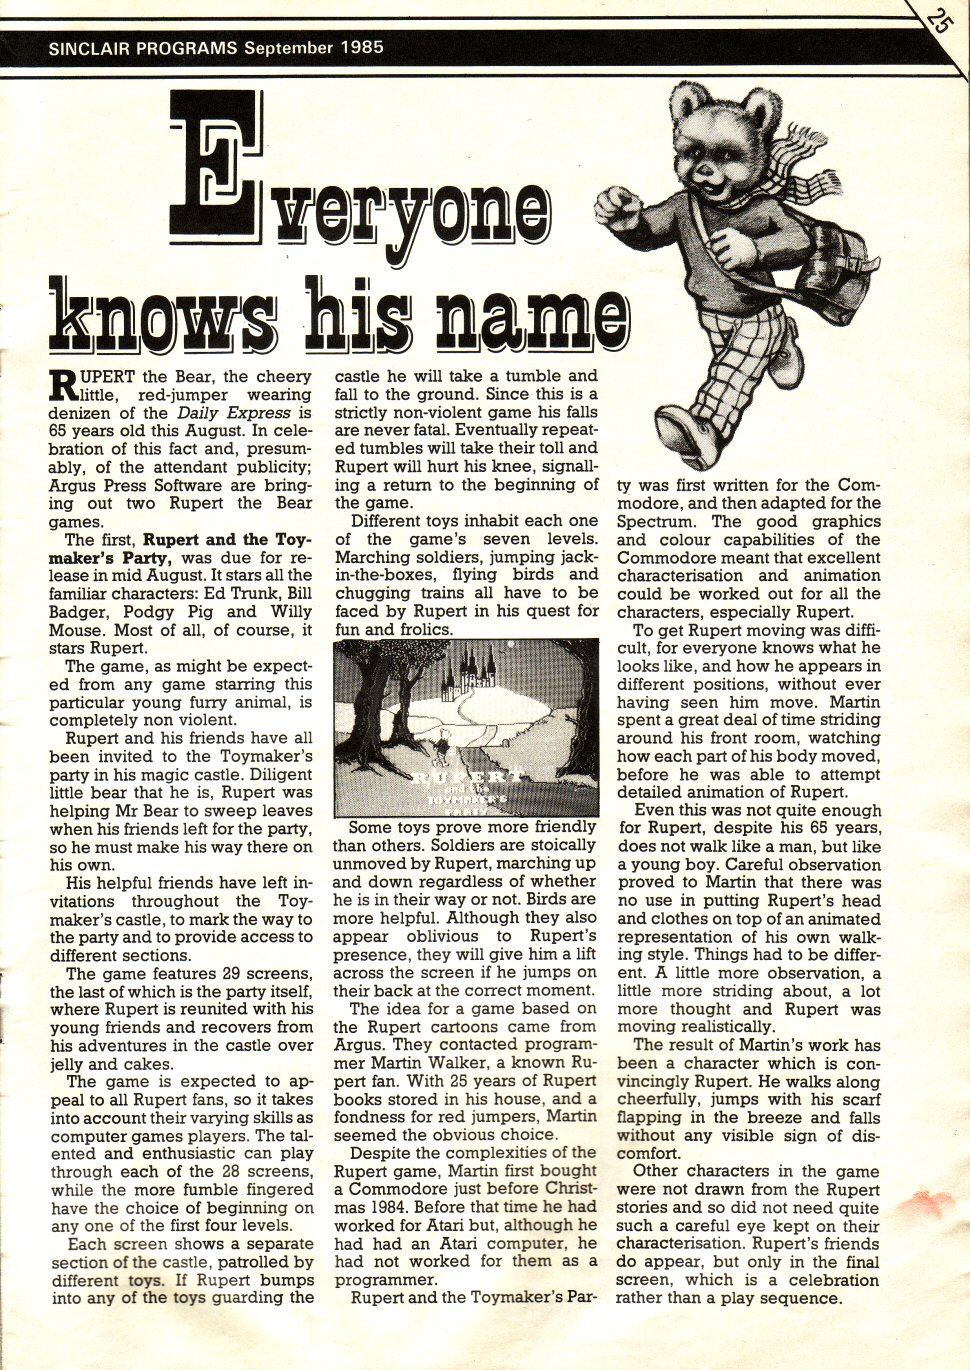 25
SINCLAIR PROGRAMS September 1985
Everyone
knows his name
RUPERT the Bear, the cheery
little, red-jumper wearing
denizen of the Daily Express is
65 years old this August. In cele-
bration of this fact and, presum-
ably, of the attendant publicity;
Argus Press Software are bring-
ing out two Rupert the Bear
games.
The first, Rupert and the Toy-
maker's Party, was due for re-
lease in mid August. It stars all the
familiar characters: Ed Trunk, Bill
Badger, Podgy Pig and Willy
Mouse. Most of all, of course, it
stars Rupert.
The game, as might be expect-
ed from any game starring this
particular young furry animal, is
completely non violent.
Rupert and his friends have all
been invited to the Toymaker's
party in his magic castle. Diligent
little bear that he is, Rupert was
helping Mr Bear to sweep leaves
when his friends left for the party,
so he must make his way there on
his own.
His helpful friends have left in-
vitations throughout the Toy-
maker's castle, to mark the way to
the party and to provide access to
different sections.
The game features 29 screens,
the last of which is the party itself,
where Rupert is reunited with his
young friends and recovers from
his adventures in the castle over
jelly and cakes.
The game is expected to ap-
peal to all Rupert fans, so it takes
into account their varying skills as
computer games players. The tal-
ented and enthusiastic can play
through each of the 28 screens,
while the more fumble fingered
have the choice of beginning on
any one of the first four levels.
Each screen shows a separate
section of the castle, patrolled by
different toys. If Rupert bumps
into any of the toys guarding the
castle he will take a tumble and
fall to the ground. Since this is a
strictly non-violent game his falls
are never fatal. Eventually repeat-
ed tumbles will take their toll and
Rupert will hurt his knee, signall-
ing a return to the beginning of
the game.
Different toys inhabit each one
of the game's seven levels.
Marching soldiers, jumping jack-
in-the-boxes, flying birds and
chugging trains all have to be
faced by Rupert in his quest for
fun and frolics.
RUPERT
and the
TOYMAKER'S
PARTY
Some toys prove more friendly
than others. Soldiers are stoically
unmoved by Rupert, marching up
and down regardless of whether
he is in their way or not. Birds are
more helpful. Although they also
appear oblivious to Rupert's
presence, they will give him a lift
across the screen if he jumps on
their back at the correct moment.
The idea for a game based on
the Rupert cartoons came from
Argus. They contacted program-
mer Martin Walker, a known Ru-
pert fan. With 25 years of Rupert
books stored in his house, and a
fondness for red jumpers, Martin
seemed the obvious choice.
Despite the complexities of the
Rupert game, Martin first bought
a Commodore just before Christ-
mas 1984. Before that time he had
worked for Atari but, although he
had had an Atari computer, he
had not worked for them as a
programmer.
Rupert and the Toymaker's Par-
ty was first written for the Com-
modore, and then adapted for the
Spectrum. The good graphics
and colour capabilities of the
Commodore meant that excellent
characterisation and animation
could be worked out for all the
characters, especially Rupert.
To get Rupert moving was diffi-
cult, for everyone knows what he
looks like, and how he appears in
different positions, without ever
having seen him move. Martin
spent a great deal of time striding
around his front room, watching
how each part of his body moved,
before he was able to attempt
detailed animation of Rupert.
Even this was not quite enough
for Rupert, despite his 65 years,
does not walk like a man, but like
a young boy. Careful observation
proved to Martin that there was
no use in putting Rupert's head
and clothes on top of an animated
representation of his own walk-
ing style. Things had to be differ-
ent. A little more observation, a
little more striding about, a lot
more thought and Rupert was
moving realistically.
The result of Martin's work has
been a character which is con-
vincingly Rupert. He walks along
cheerfully, jumps with his scarf
flapping in the breeze and falls
without any visible sign of dis-
comfort.
Other characters in the game
were not drawn from the Rupert
stories and so did not need quite
such a careful eye kept on their
characterisation. Rupert's friends
do appear, but only in the final
screen, which is a celebration
rather than a play sequence.